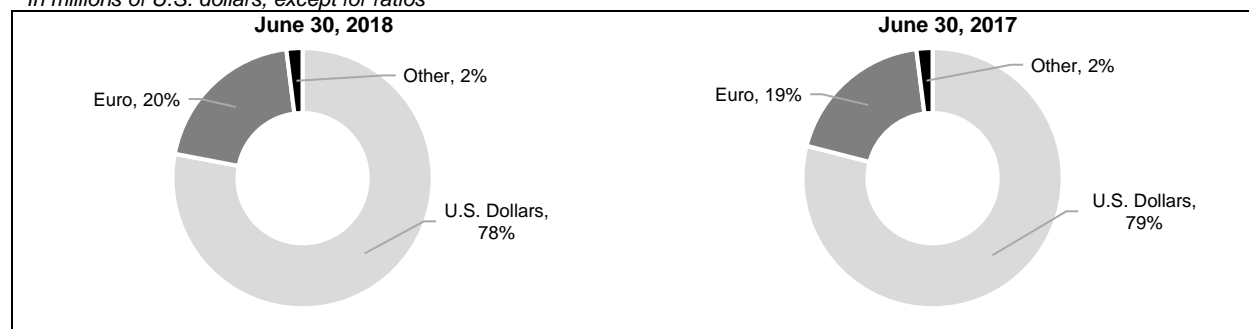 In millions of U.S. dollars, except for ratios
June 30, 2018
Other, 2%
Euro, 20%
U.S. Dollars,
78%
June 30, 2017
Other, 2%
Euro, 19%
U.S. Dollars,
79%